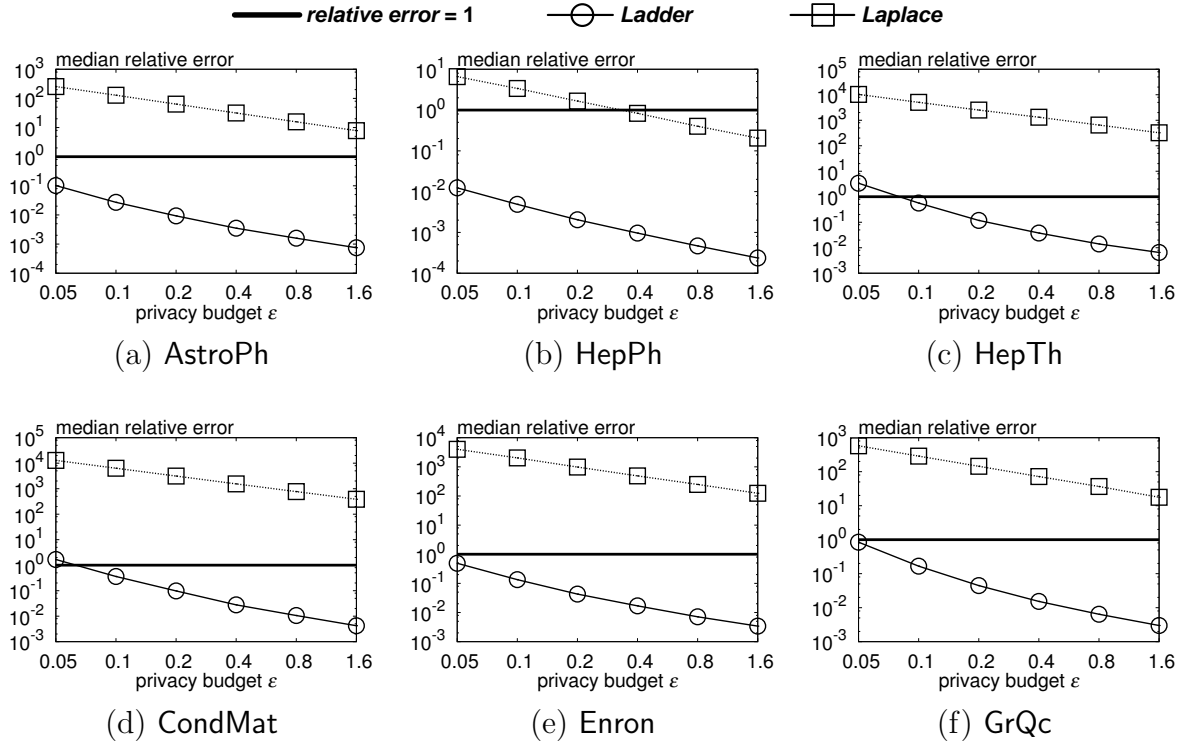 relative error = 1 Ladder Laplace
median relative error median relative error median relative error
10^3 10^1 10^5
10^2 10^4
10^1 10^0 10^3
10^2
10^0 10^-1 10^1
10^-1 10^-2 10^0
10^-2 10^-1
10^-3 10^-3 10^-2
10^-4 10^-4 10^-3
0.05 0.1 0.2 0.4 0.8 1.6 0.05 0.1 0.2 0.4 0.8 1.6 0.05 0.1 0.2 0.4 0.8 1.6
privacy budget ε privacy budget ε privacy budget ε
(a) AstroPh (b) HepPh (c) HepTh
median relative error median relative error median relative error
10^5 10^4 10^3
10^4 10^3 10^2
10^3 10^2
10^2 10^1 10^1
10^1 10^0 10^0
10^0 10^-1 10^-1
10^-1 10^-2 10^-2
10^-2
10^-3 10^-3 10^-3
0.05 0.1 0.2 0.4 0.8 1.6 0.05 0.1 0.2 0.4 0.8 1.6 0.05 0.1 0.2 0.4 0.8 1.6
privacy budget ε privacy budget ε privacy budget ε
(d) CondMat (e) Enron (f) GrQc